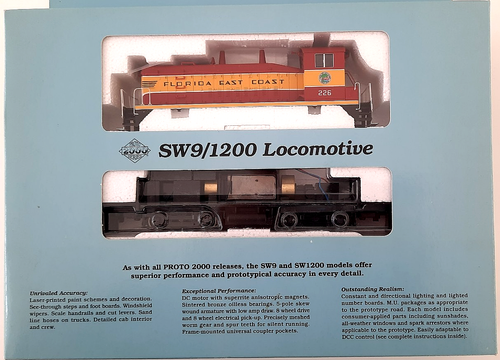 FLORIDA EAST COAST
226
2000
SW9/1200 Locomotive
As with all PROTO 2000 releases, the SW9 and SW1200 models offer
superior performance and prototypical accuracy in every detail.
Unrivaled Accuracy:
Laser-printed paint schemes and decoration.
See-through steps and foot boards. Windshield
wipers. Scale handrails and cut levers. Sand
line hoses on trucks. Detailed cab interior
and crew.
Exceptional Performance:
DC motor with supernite anisotropic magnets.
Sintered bronze oilless bearings. 5-pole skew
wound armature with low amp draw. 8 wheel drive
and 8 wheel electrical pick-up. Precisely meshed
worm gear and spur teeth for silent running.
Frame-mounted universal coupler pockets.
Outstanding Realism:
Constant and directional lighting and lighted
number boards. M.U. packages as appropriate
to the prototype road. Each model includes
consumer-applied parts including sunshades,
all-weather windows and spark arrestors where
applicable to the prototype. Easily adaptable to
DCC control (see complete instructions inside).